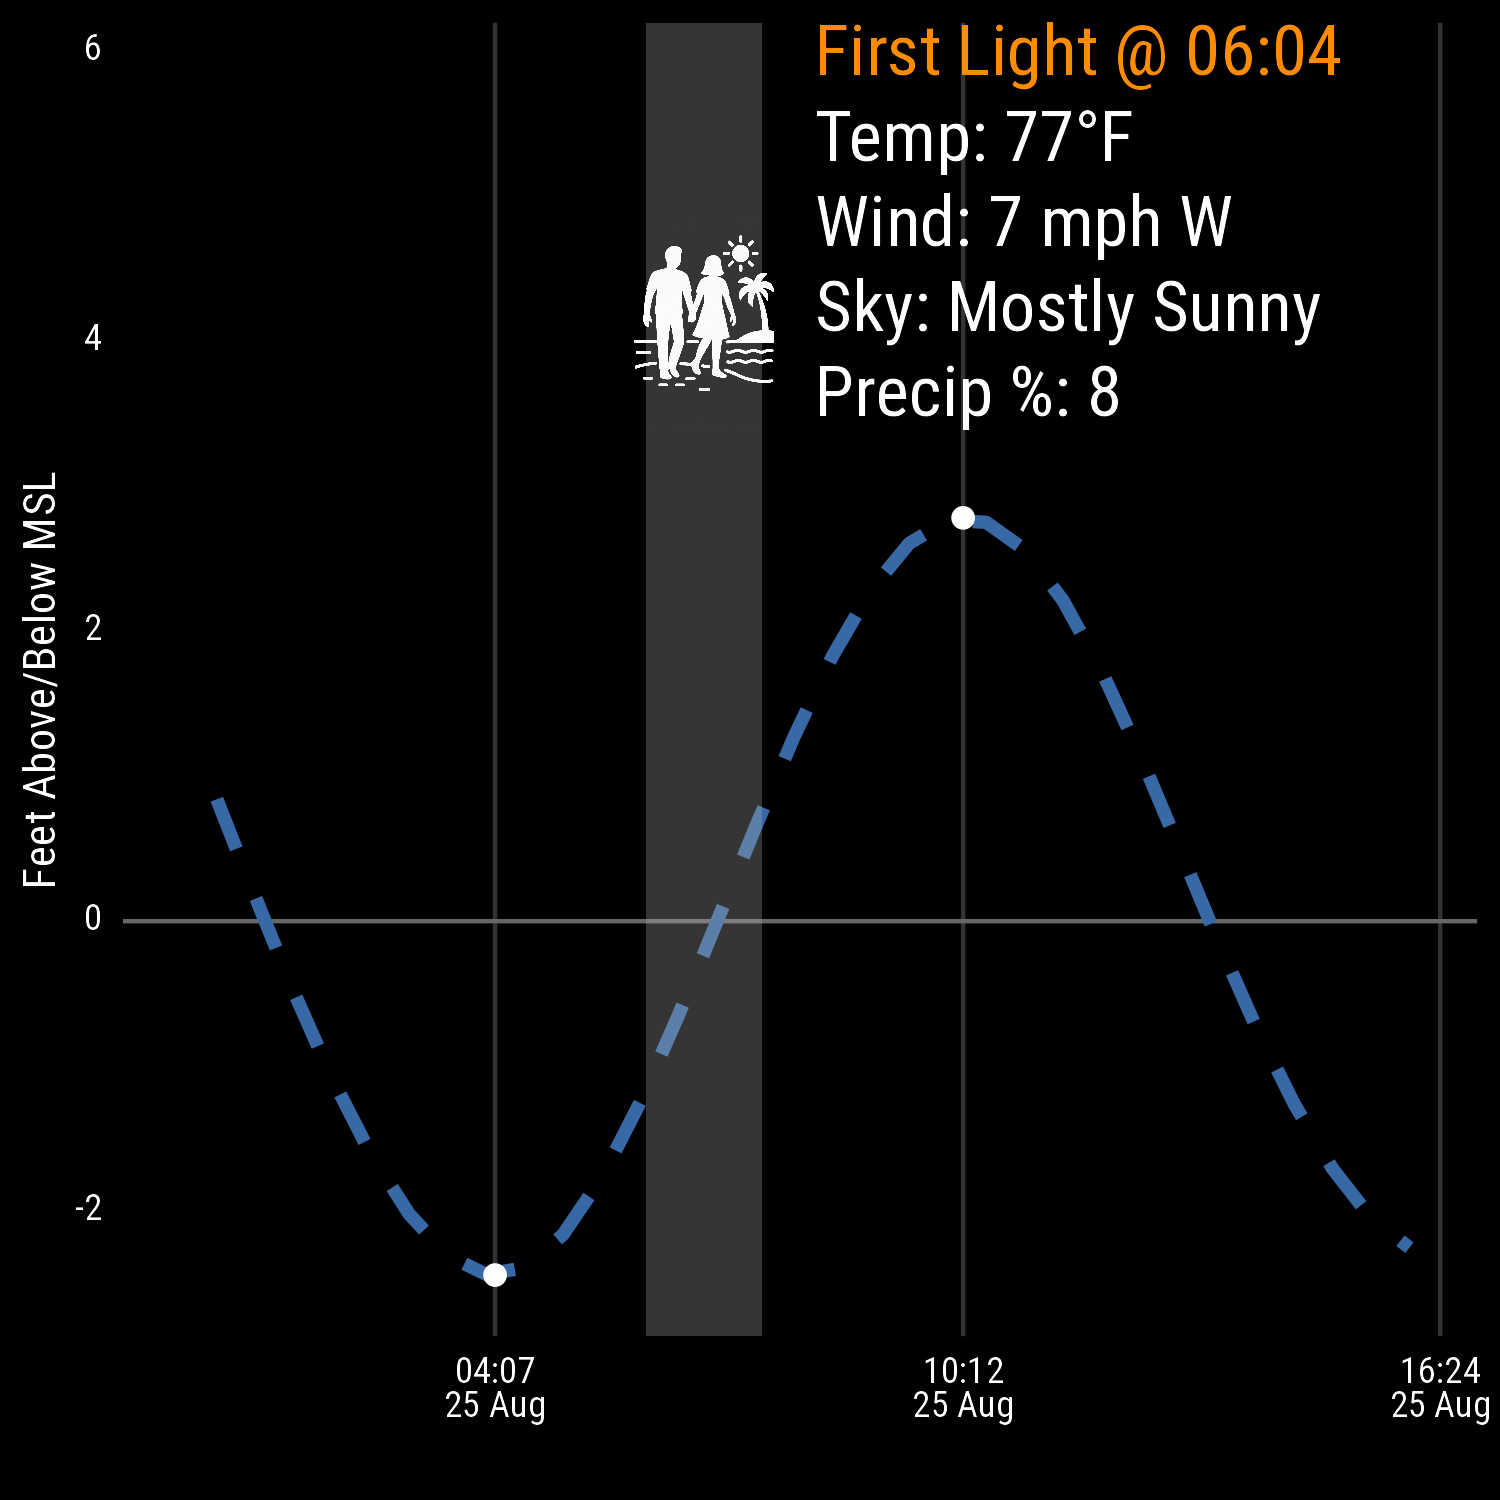 First Light @ 06:04
Temp: 77°F
Wind: 7 mph W
Sky: Mostly Sunny
Precip %: 8
Feet Above/Below MSL
6
4
2
0
-2
04:07
25 Aug
10:12
25 Aug
16:24
25 Aug